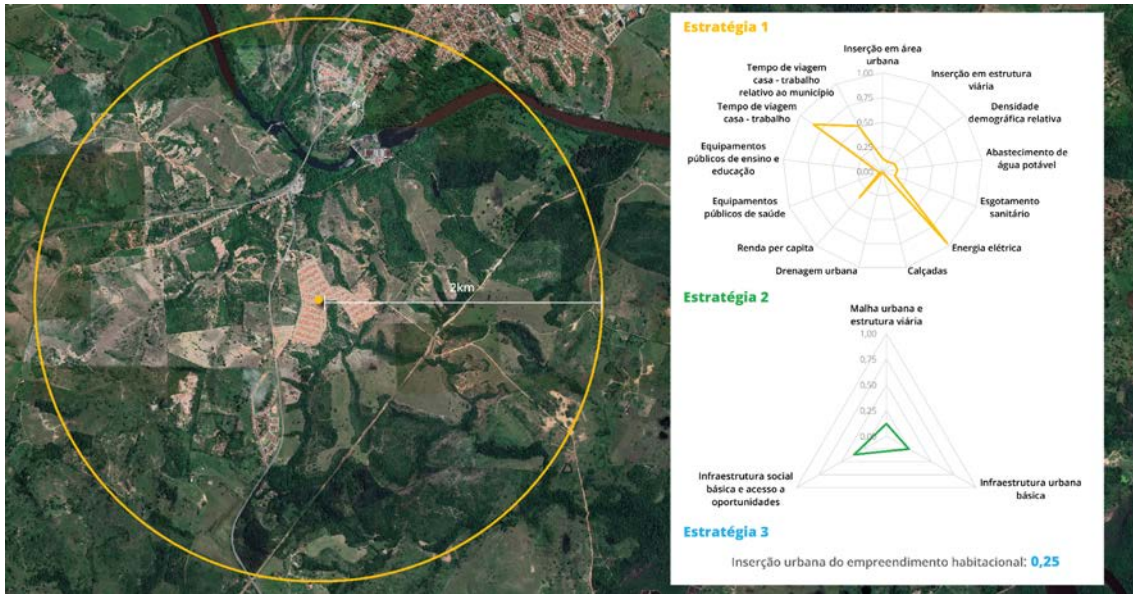 2km
Estratégia 1
Inserção em área
urbana
Inserção em estrutura
viária
Densidade
demográfica relativa
Abastecimento de
água potável
Esgotamento
sanitário
Energia elétrica
Calçadas
Drenagem urbana
Renda per capita
Equipamentos
públicos de saúde
Equipamentos
públicos de ensino e
educação
Tempo de viagem
casa - trabalho
Tempo de viagem
casa - trabalho
relativo ao município
1,00
0,75
0,50
0,25
0,00
Estratégia 2
Malha urbana e
estrutura viária
1,00
0,75
0,50
0,25
0,00
Infraestrutura social
básica e acesso a
oportunidades
Infraestrutura urbana
básica
Estratégia 3
Inserção urbana do empreendimento habitacional: 0,25